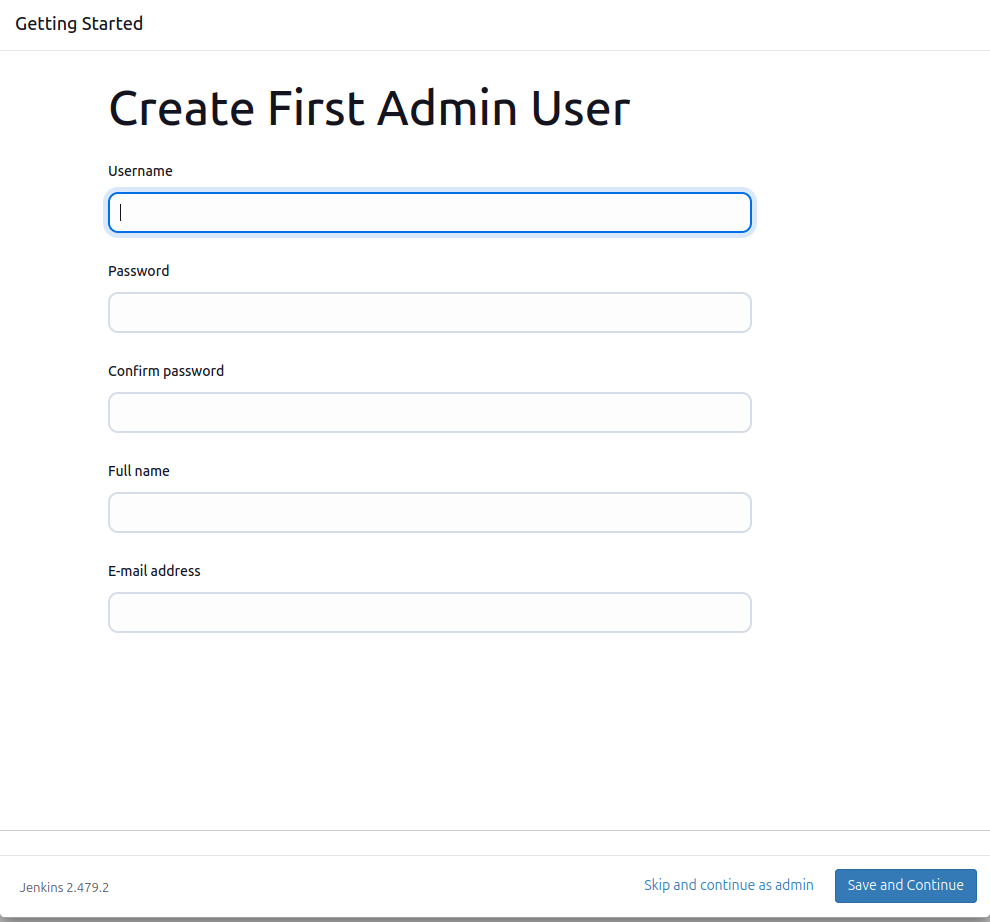 Getting Started
Create First Admin User
Username
Password
Confirm password
Full name
E-mail address
Jenkins 2.479.2
Skip and continue as admin
Save and Continue